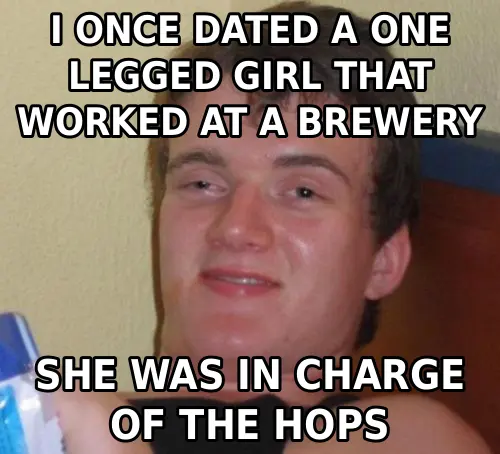 I ONCE DATED A ONE
LEGGED GIRL THAT
WORKED AT A BREWERY
SHE WAS IN CHARGE
OF THE HOPS